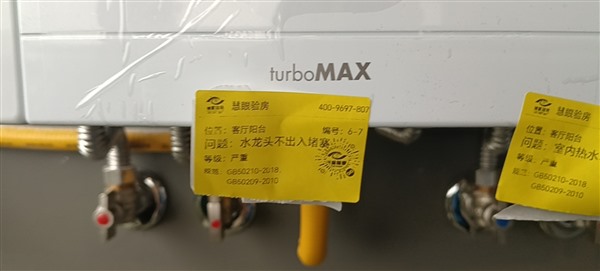 turboMAX
慧眼验房
400-9697-807
位置：客厅阳台
编号：6-7
问题：水龙头不出入堵塞
等级：严重
规范：GB50210-2018
GB50209-2010
慧眼验房
位置：客厅阳台
问题：室内热水
等级：严重
规范：GB50210-2018
GB50209-2010